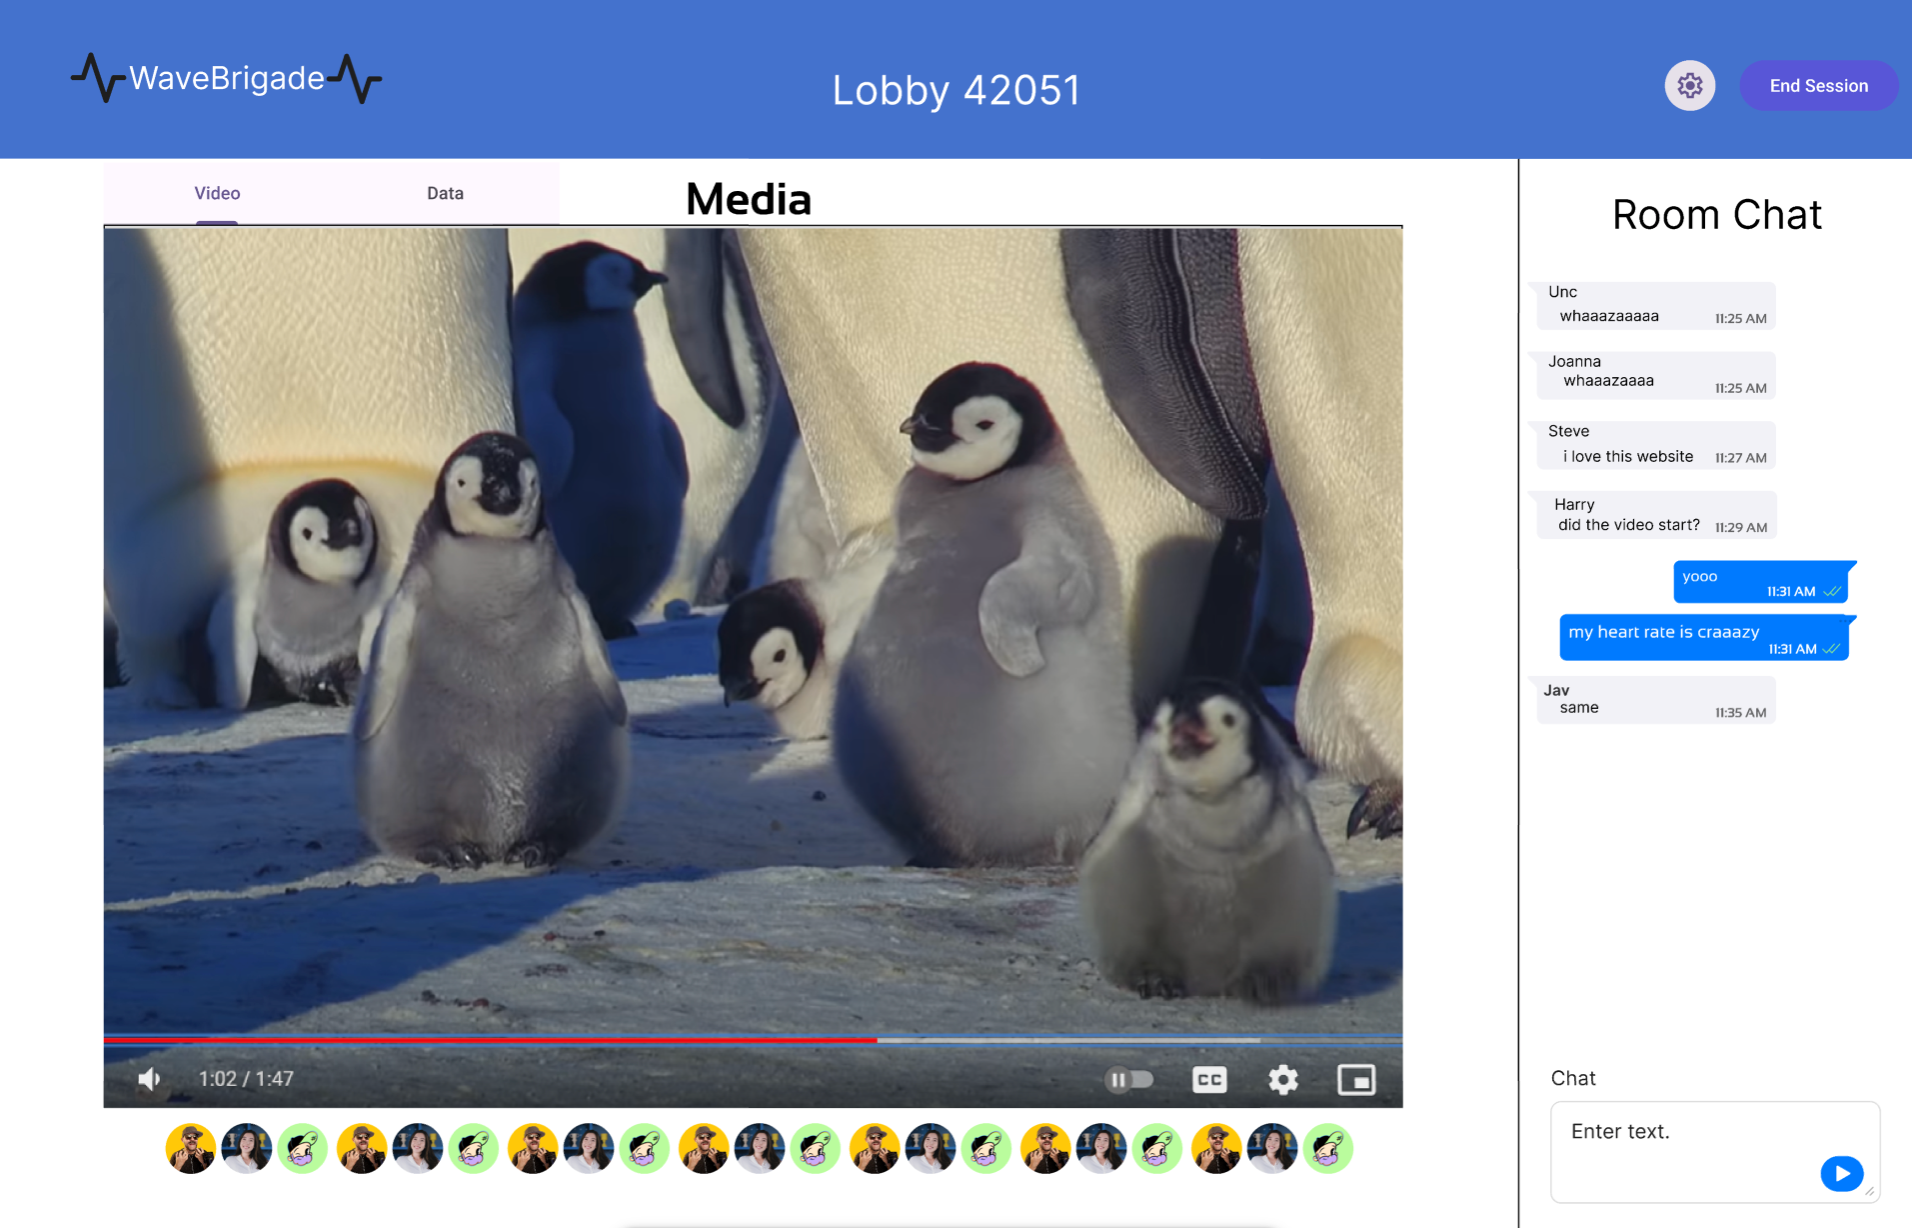 WaveBrigade
Lobby 42051
End Session
Video
Data
Media
1:02 / 1:47
CC
Room Chat
Unc
whaaazaaaaa
11:25 AM
Joanna
whaaazaaaa
11:25 AM
Steve
i love this website
11:27 AM
Harry
did the video start?
11:29 AM
yooo
11:31 AM
my heart rate is craaazy
11:31 AM
Jav
same
11:35 AM
Chat
Enter text.